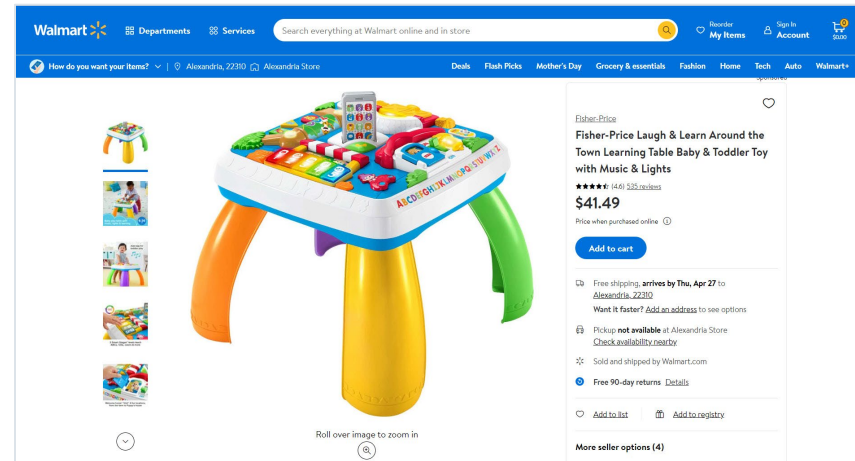 Walmart
Departments
Services
Search everything at Walmart online and in store
Reorder
My Items
Sign In
Account
0
$0.00
How do you want your items?
Alexandria, 22310
Alexandria Store
Deals
Flash Picks
Mother's Day
Grocery & essentials
Fashion
Home
Tech
Auto
Walmart+
Sponsored
ABCDEFGHIJKLMNOPQRSTUVWXYZ
Roll over image to zoom in
Fisher-Price
Fisher-Price Laugh & Learn Around the
Town Learning Table Baby & Toddler Toy
with Music & Lights
(4.6) 535 reviews
$41.49
Price when purchased online
Add to cart
Free shipping, arrives by Thu, Apr 27 to
Alexandria, 22310
Want it faster? Add an address to see options
Pickup not available at Alexandria Store
Check availability nearby
Sold and shipped by Walmart.com
Free 90-day returns Details
Add to list
Add to registry
More seller options (4)